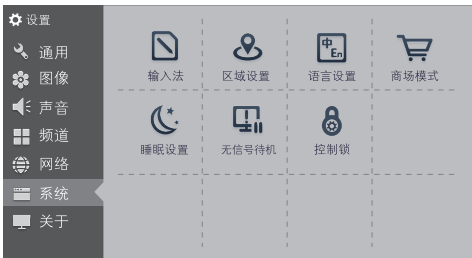 设置
通用
图像
声音
频道
网络
系统
关于
输入法
区域设置
语言设置
商场模式
中
En
睡眠设置
无信号待机
控制锁